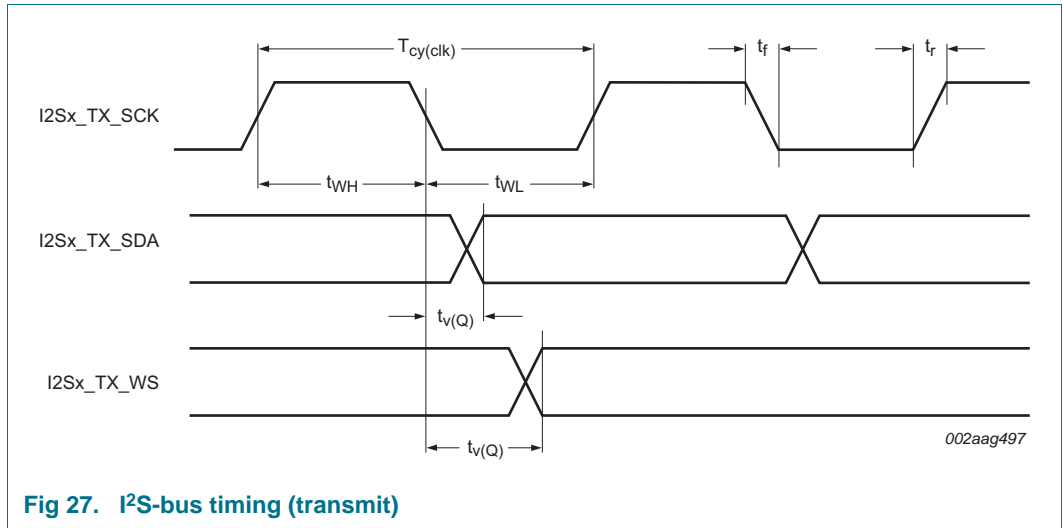 T_cy(clk)
t_f
t_r
I2Sx_TX_SCK
t_WH
t_WL
I2Sx_TX_SDA
t_v(Q)
I2Sx_TX_WS
t_v(Q)
002aag497
Fig 27. I²S-bus timing (transmit)